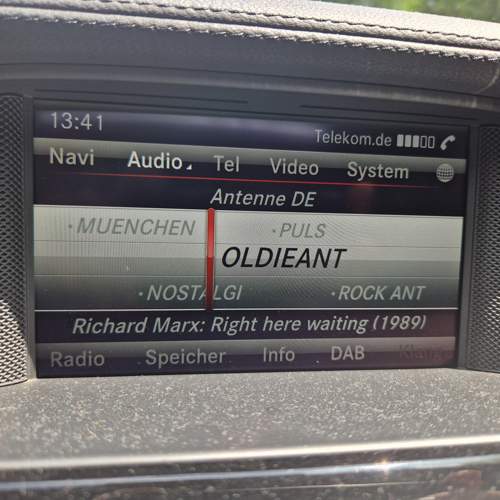 13:41
Telekom.de
Navi Audio Tel Video System
Antenne DE
·MUENCHEN ·PULS
OLDIEANT
·NOSTALGI ·ROCK ANT
Richard Marx: Right here waiting (1989)
Radio Speicher Info DAB Klang